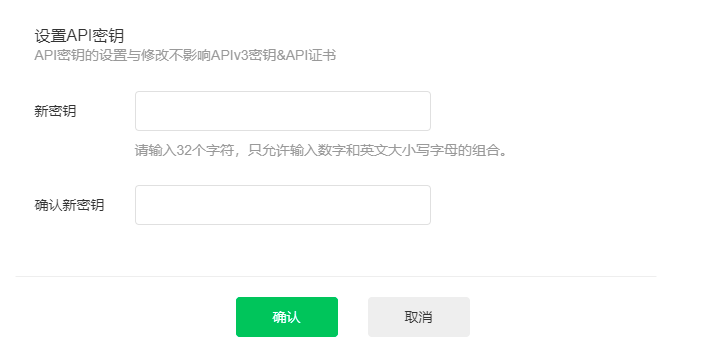 设置API密钥
API密钥的设置与修改不影响APIv3密钥&API证书
新密钥
请输入32个字符，只允许输入数字和英文大小写字母的组合。
确认新密钥
确认 取消